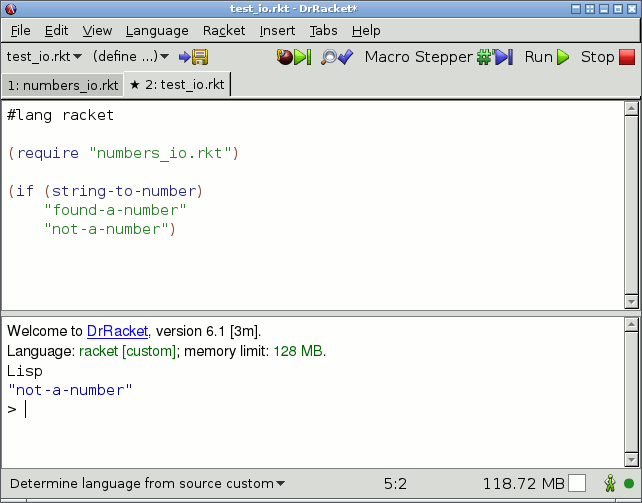 test_io.rkt - DrRacket*
File Edit View Language Racket Insert Tabs Help
test_io.rkt (define ...) Macro Stepper Run Stop
1: numbers_io.rkt ★ 2: test_io.rkt
#lang racket
(require "numbers_io.rkt")
(if (string-to-number)
"found-a-number"
"not-a-number")
Welcome to DrRacket, version 6.1 [3m].
Language: racket [custom]; memory limit: 128 MB.
Lisp
"not-a-number"
>
Determine language from source custom 5:2 118.72 MB